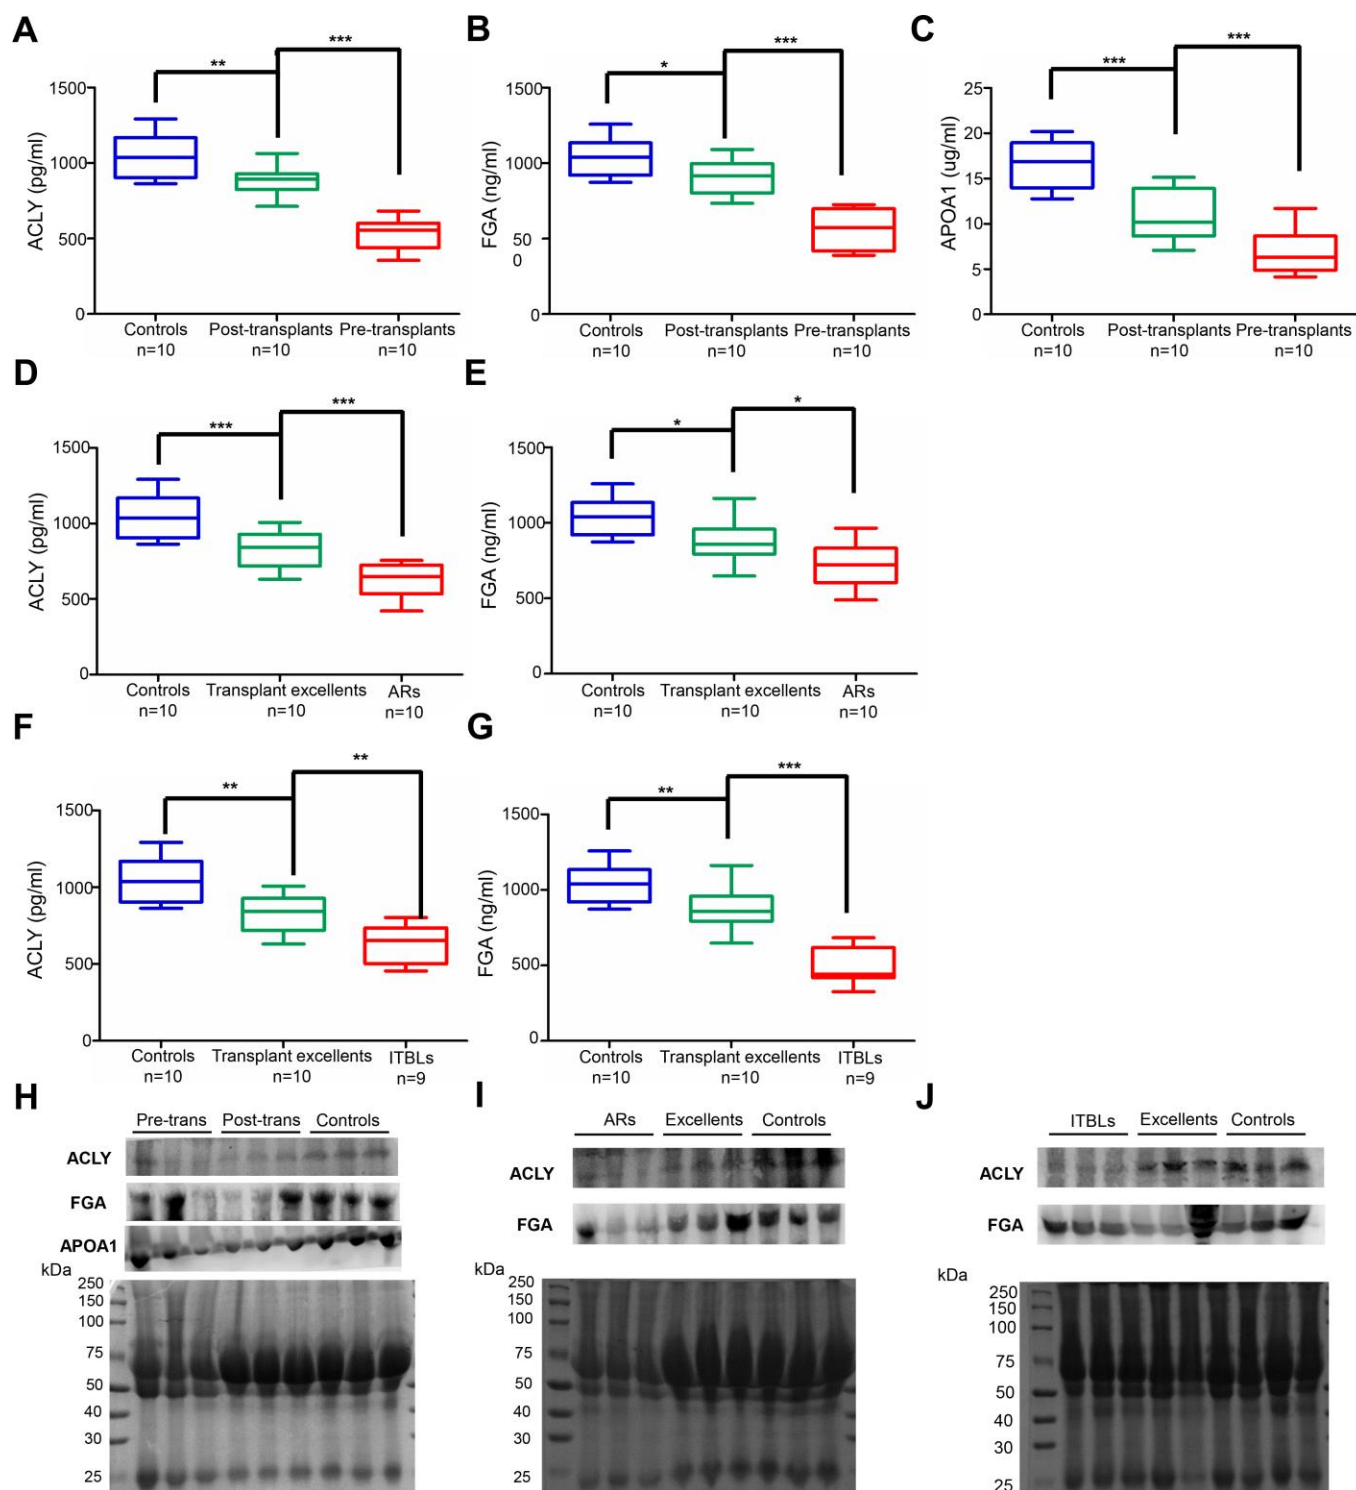 A
B
C
** ***
* ***
*** ***
ACLY (pg/ml)
1500
1000
500
0
Controls Post-transplants Pre-transplants
n=10 n=10 n=10
FGA (ng/ml)
1500
1000
50
0
0
Controls Post-transplants Pre-transplants
n=10 n=10 n=10
APOA1 (ug/ml)
25
20
15
10
5
0
Controls Post-transplants Pre-transplants
n=10 n=10 n=10
D
E
*** ***
* *
ACLY (pg/ml)
1500
1000
500
0
Controls Transplant excellents ARs
n=10 n=10 n=10
FGA (ng/ml)
1500
1000
500
0
Controls Transplant excellents ARs
n=10 n=10 n=10
F
G
** **
** ***
ACLY (pg/ml)
1500
1000
500
0
Controls Transplant excellents ITBLs
n=10 n=10 n=9
FGA (ng/ml)
1500
1000
500
0
Controls Transplant excellents ITBLs
n=10 n=10 n=9
H
Pre-trans Post-trans Controls
ACLY
FGA
APOA1
kDa
250
150
100
75
50
40
30
25
I
ARs Excellents Controls
ACLY
FGA
kDa
250
150
100
75
50
40
30
25
J
ITBLs Excellents Controls
ACLY
FGA
kDa
250
150
100
75
50
40
30
25